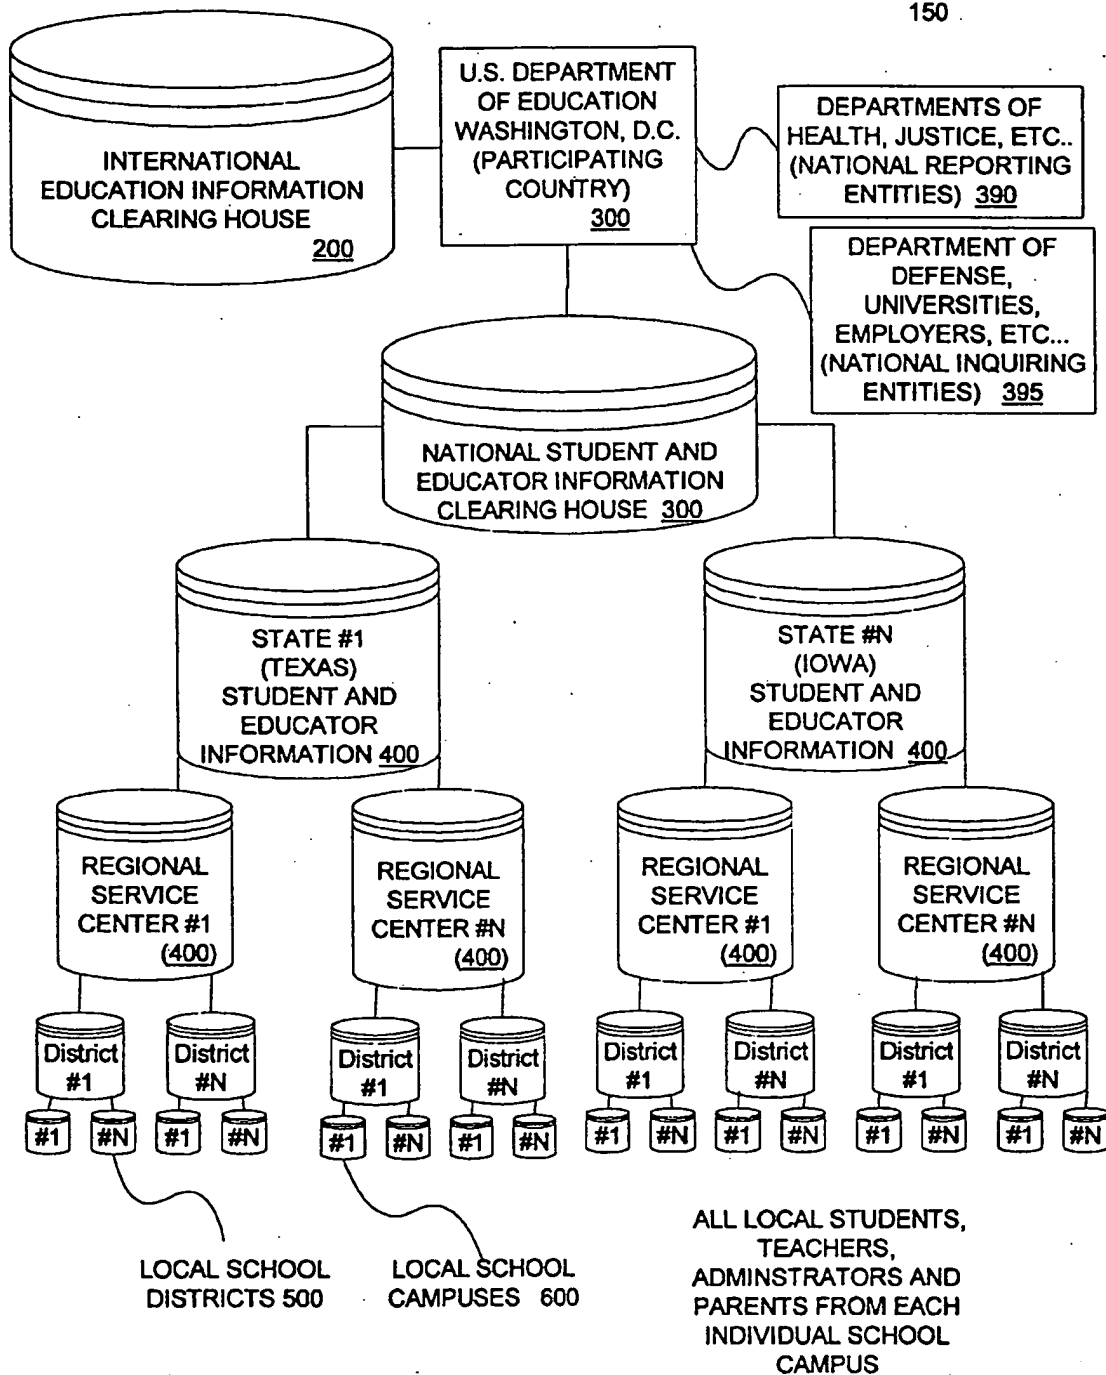 150
INTERNATIONAL
EDUCATION INFORMATION
CLEARING HOUSE
200
U.S. DEPARTMENT
OF EDUCATION
WASHINGTON, D.C.
(PARTICIPATING
COUNTRY)
300
DEPARTMENTS OF
HEALTH, JUSTICE, ETC..
(NATIONAL REPORTING
ENTITIES) 390
DEPARTMENT OF
DEFENSE,
UNIVERSITIES,
EMPLOYERS, ETC...
(NATIONAL INQUIRING
ENTITIES) 395
NATIONAL STUDENT AND
EDUCATOR INFORMATION
CLEARING HOUSE 300
STATE #1
(TEXAS)
STUDENT AND
EDUCATOR
INFORMATION 400
STATE #N
(IOWA)
STUDENT AND
EDUCATOR
INFORMATION 400
REGIONAL
SERVICE
CENTER #1
(400)
REGIONAL
SERVICE
CENTER #N
(400)
REGIONAL
SERVICE
CENTER #1
(400)
REGIONAL
SERVICE
CENTER #N
(400)
District
#1
District
#N
District
#1
District
#N
District
#1
District
#N
District
#1
District
#N
#1 #N #1 #N #1 #N #1 #N #1 #N #1 #N #1 #N #1 #N
LOCAL SCHOOL
DISTRICTS 500
LOCAL SCHOOL
CAMPUSES 600
ALL LOCAL STUDENTS,
TEACHERS,
ADMINSTRATORS AND
PARENTS FROM EACH
INDIVIDUAL SCHOOL
CAMPUS